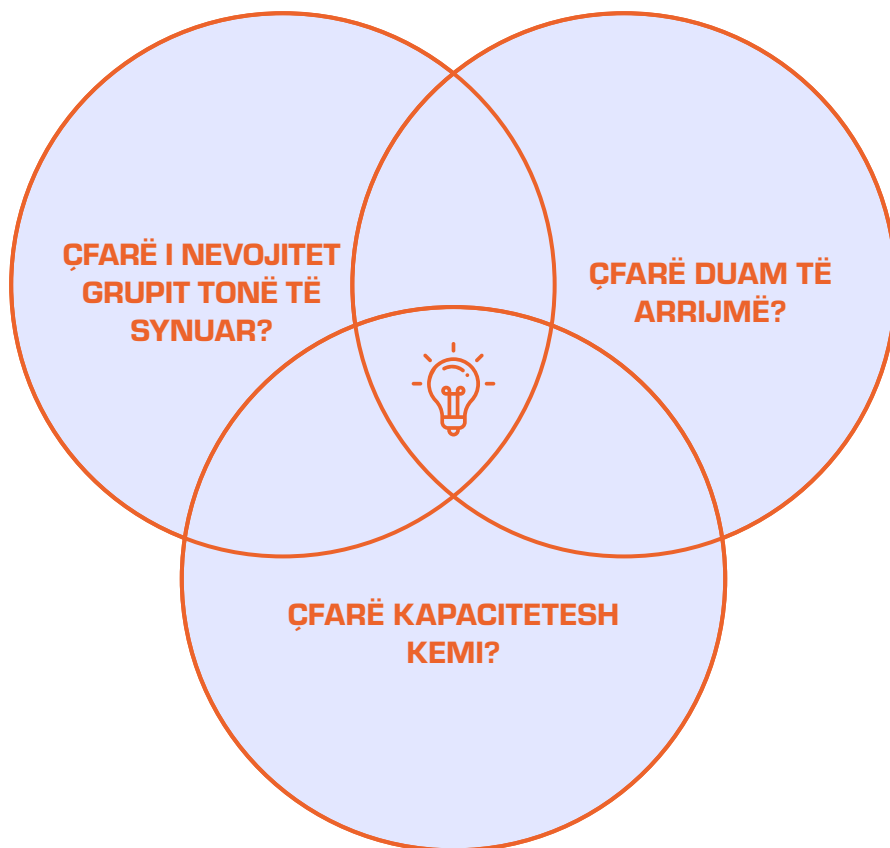 ÇFARË I NEVOJITET
GRUPIT TONË TË
SYNUAR?
ÇFARË DUAM TË
ARRIJMË?
ÇFARË KAPACITETESH
KEMI?